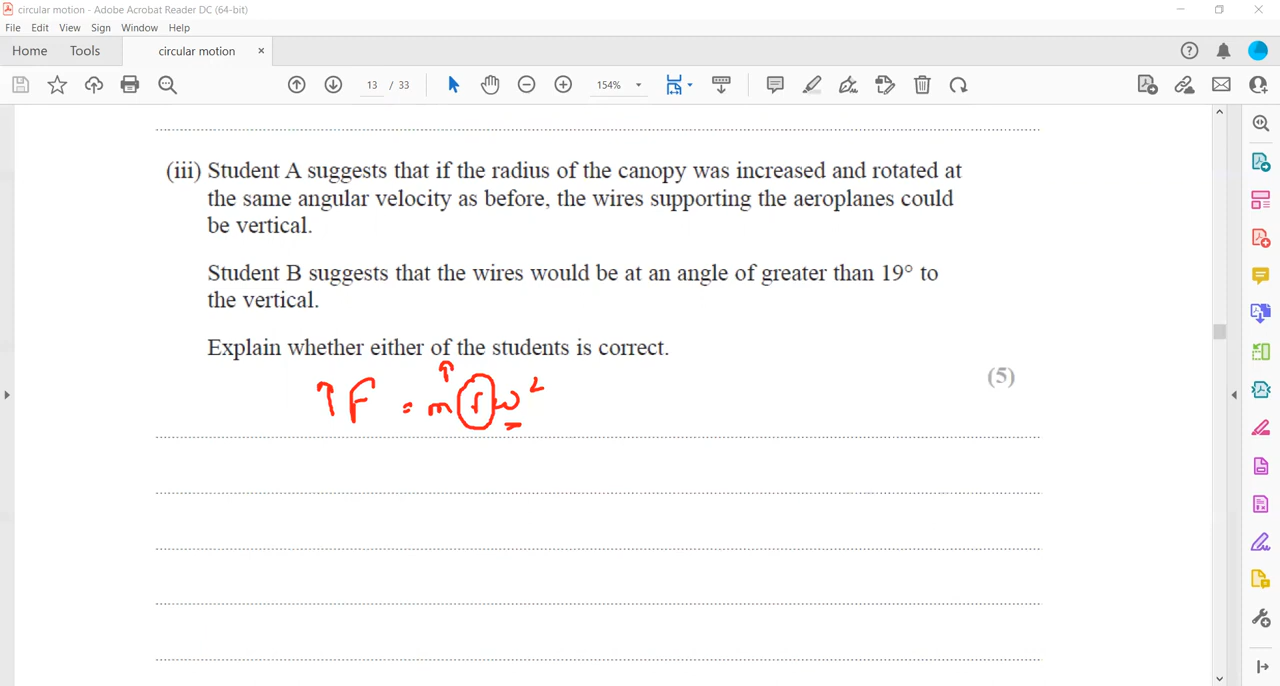 circular motion - Adobe Acrobat Reader DC (64-bit)
File Edit View Sign Window Help
Home Tools circular motion ×
13 / 33 154%
(iii) Student A suggests that if the radius of the canopy was increased and rotated at
the same angular velocity as before, the wires supporting the aeroplanes could
be vertical.
Student B suggests that the wires would be at an angle of greater than 19° to
the vertical.
Explain whether either of the students is correct.
(5)
↑F = m r ω²